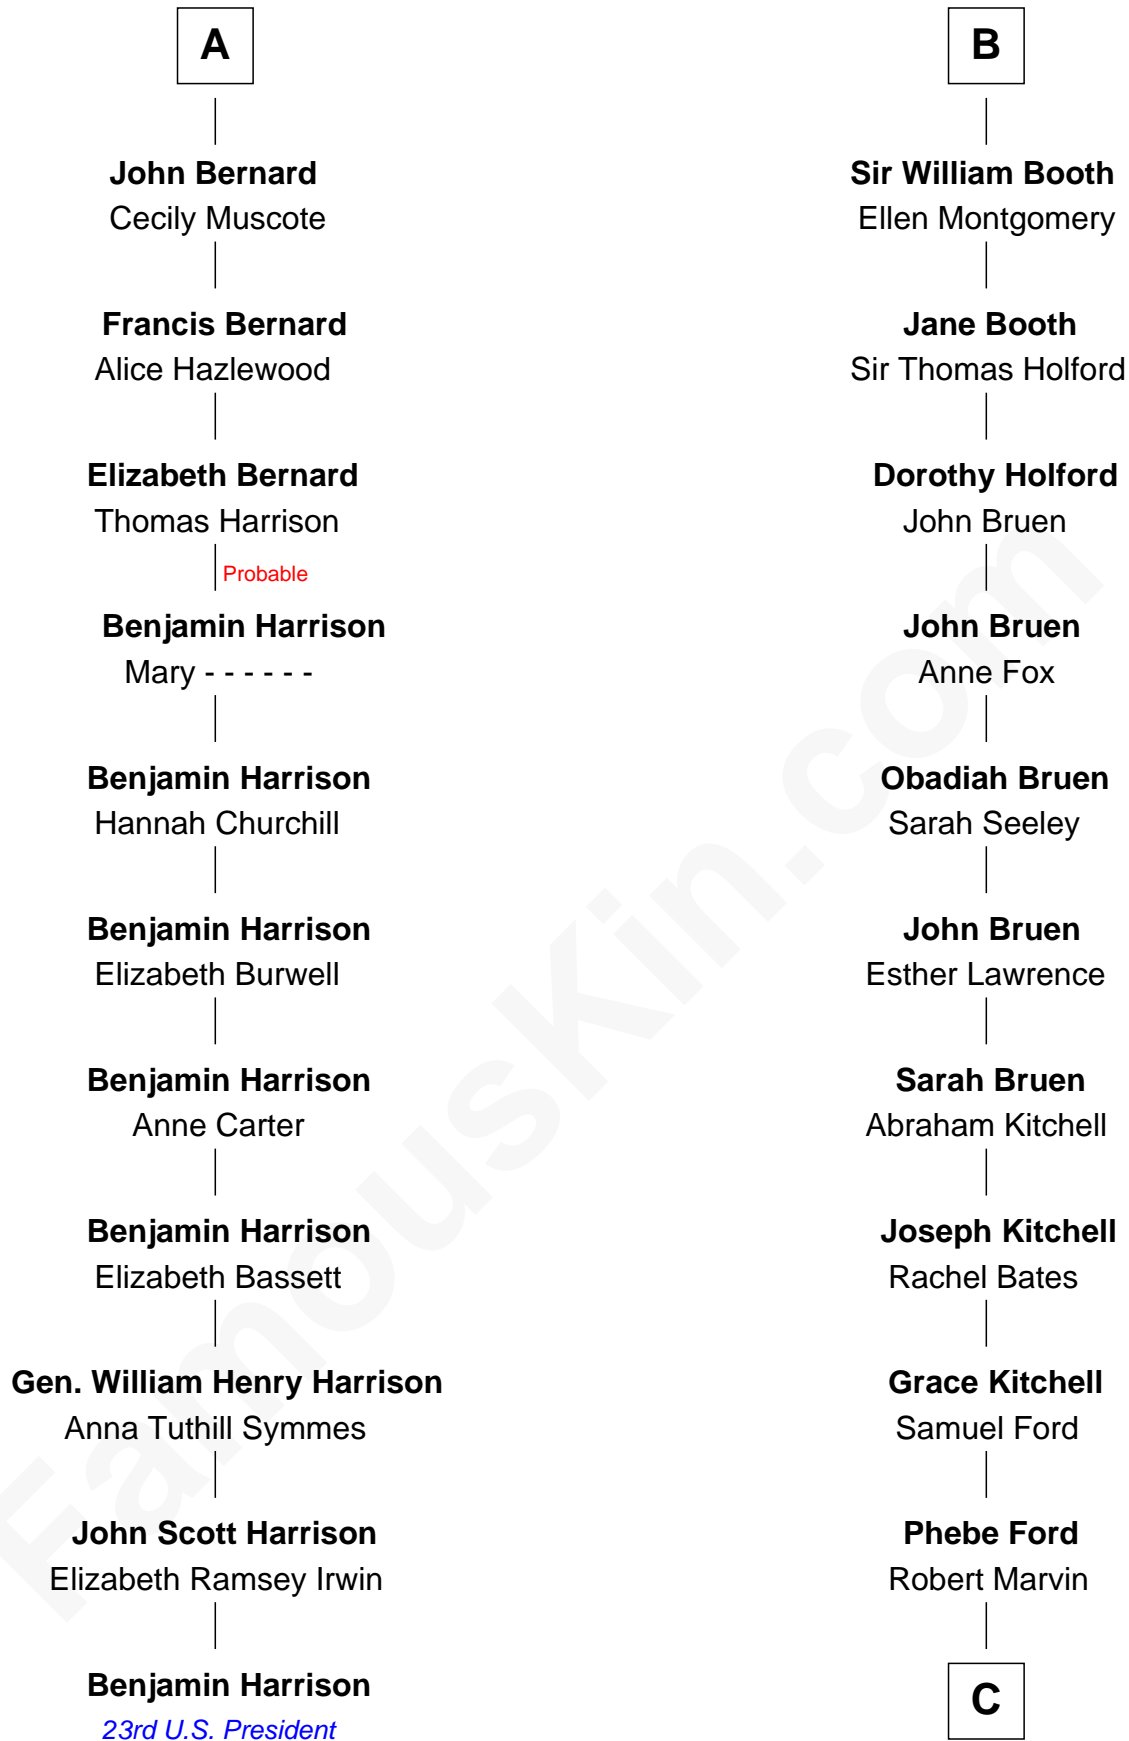 A
John Bernard
Cecily Muscote
Francis Bernard
Alice Hazlewood
Elizabeth Bernard
Thomas Harrison
Probable
Benjamin Harrison
Mary - - - - - -
Benjamin Harrison
Hannah Churchill
Benjamin Harrison
Elizabeth Burwell
Benjamin Harrison
Anne Carter
Benjamin Harrison
Elizabeth Bassett
Gen. William Henry Harrison
Anna Tuthill Symmes
John Scott Harrison
Elizabeth Ramsey Irwin
Benjamin Harrison
23rd U.S. President
B
Sir William Booth
Ellen Montgomery
Jane Booth
Sir Thomas Holford
Dorothy Holford
John Bruen
John Bruen
Anne Fox
Obadiah Bruen
Sarah Seeley
John Bruen
Esther Lawrence
Sarah Bruen
Abraham Kitchell
Joseph Kitchell
Rachel Bates
Grace Kitchell
Samuel Ford
Phebe Ford
Robert Marvin
C
FamousKin.com